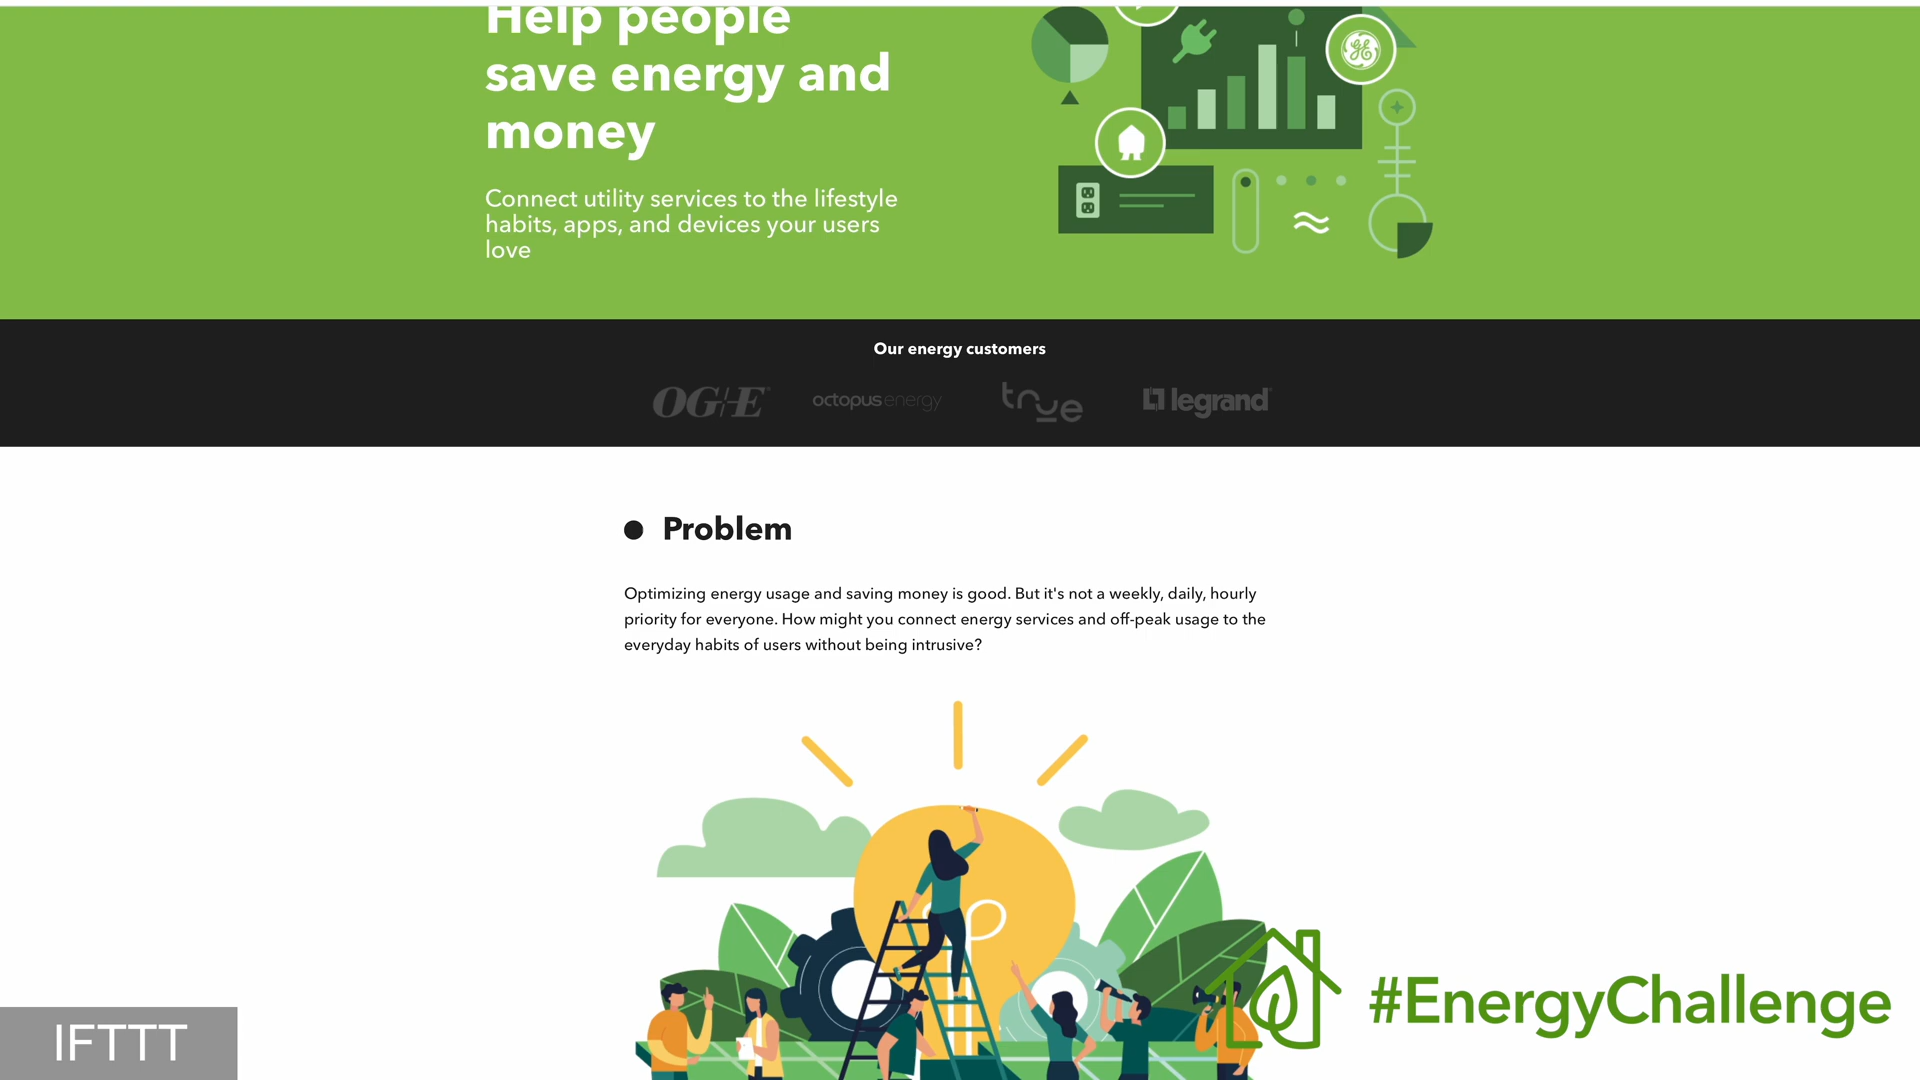 Help people
save energy and
money
Connect utility services to the lifestyle
habits, apps, and devices your users
love
GE
Our energy customers
OG+E
octopusenergy
true
legrand
Problem
Optimizing energy usage and saving money is good. But it's not a weekly, daily, hourly
priority for everyone. How might you connect energy services and off-peak usage to the
everyday habits of users without being intrusive?
#EnergyChallenge
IFTTT